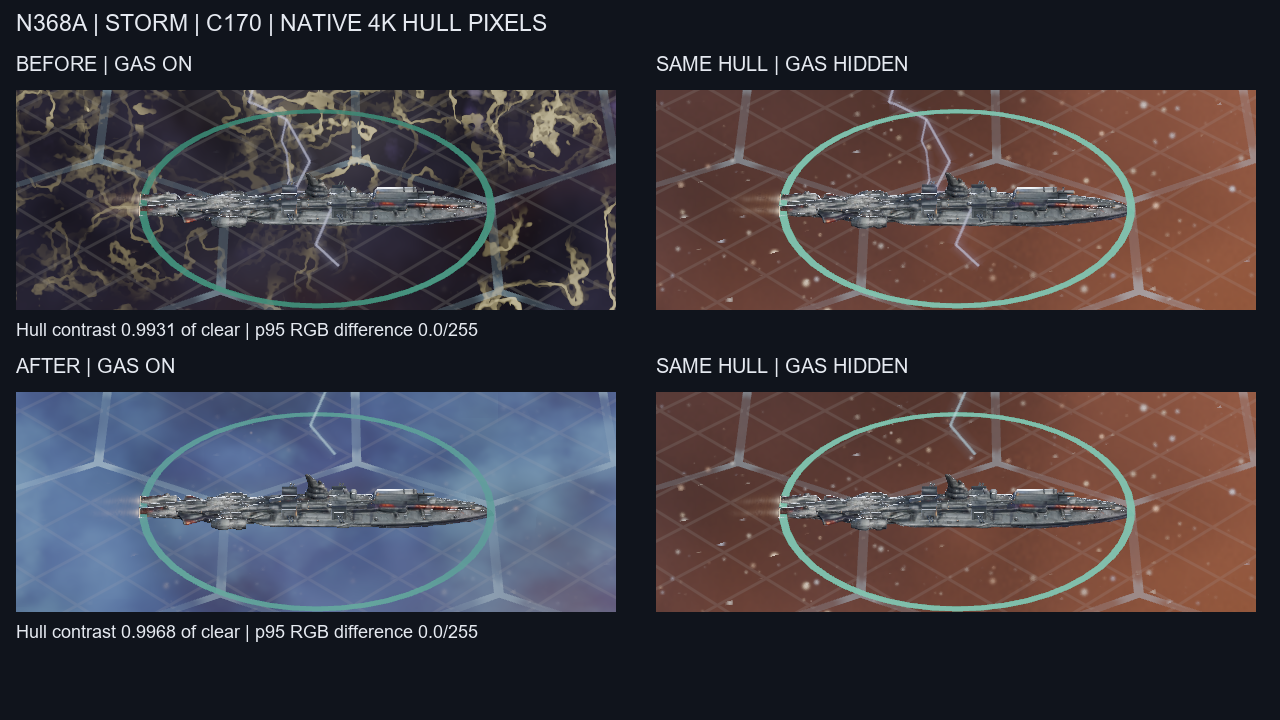 N368A | STORM | C170 | NATIVE 4K HULL PIXELS
BEFORE | GAS ON
SAME HULL | GAS HIDDEN
Hull contrast 0.9931 of clear | p95 RGB difference 0.0/255
AFTER | GAS ON
SAME HULL | GAS HIDDEN
Hull contrast 0.9968 of clear | p95 RGB difference 0.0/255